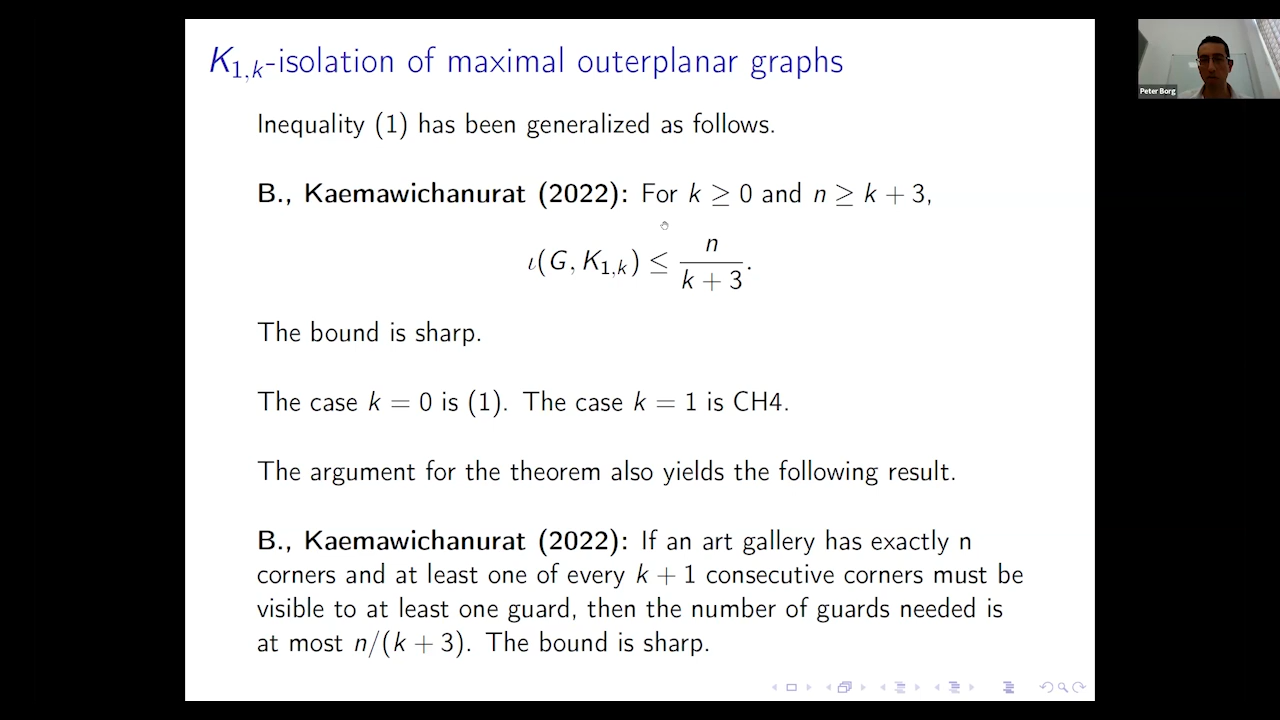 K_{1,k}-isolation of maximal outerplanar graphs
Peter Borg
Inequality (1) has been generalized as follows.
B., Kaemawichanurat (2022): For k ≥ 0 and n ≥ k + 3,
ι(G, K_{1,k}) ≤ n/(k + 3).
The bound is sharp.
The case k = 0 is (1). The case k = 1 is CH4.
The argument for the theorem also yields the following result.
B., Kaemawichanurat (2022): If an art gallery has exactly n
corners and at least one of every k + 1 consecutive corners must be
visible to at least one guard, then the number of guards needed is
at most n/(k + 3). The bound is sharp.